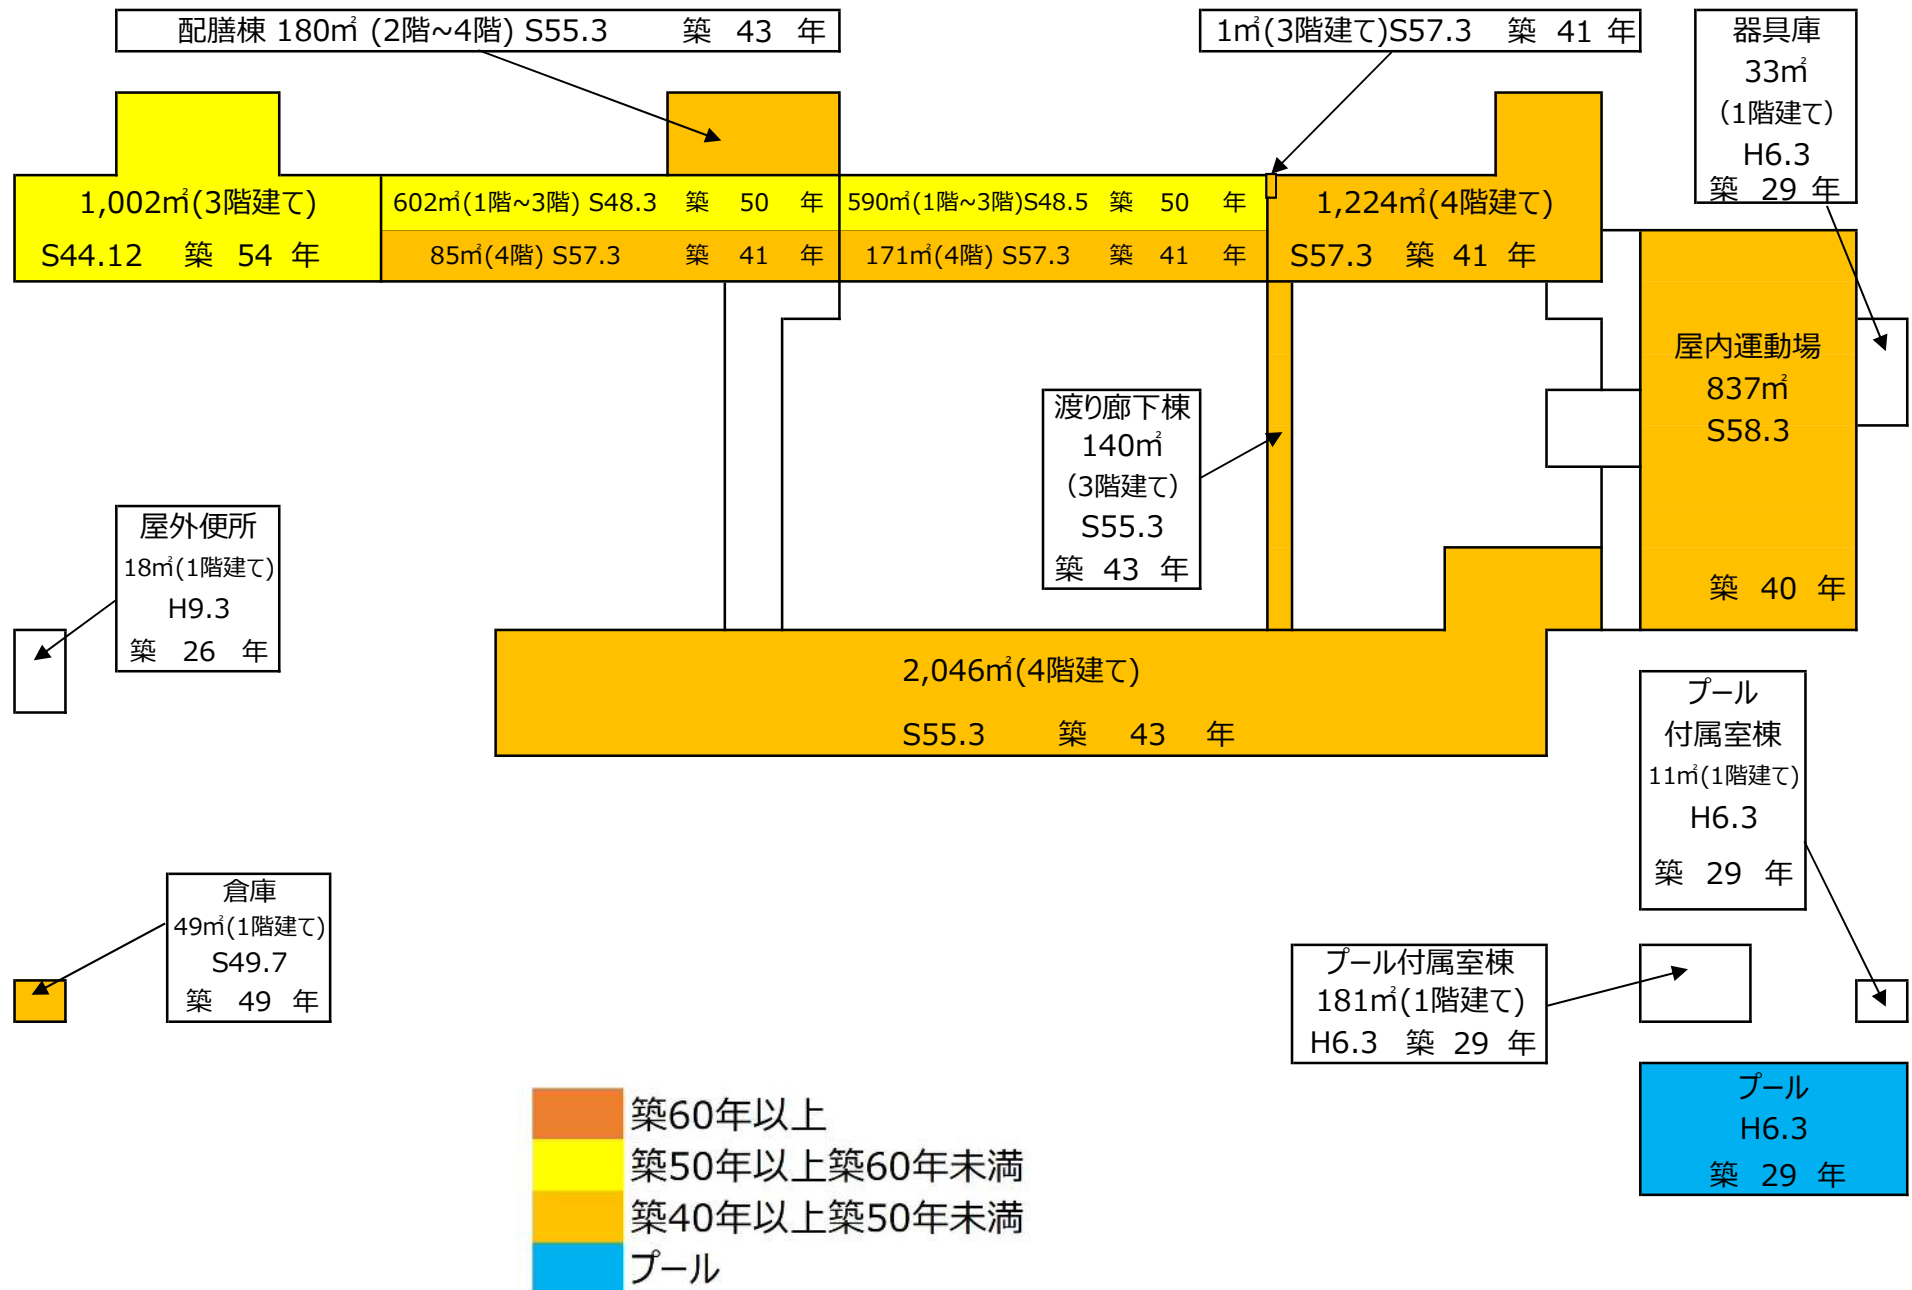 配膳棟 180㎡ (2階~4階) S55.3 築 43 年
1㎡(3階建て)S57.3 築 41 年
器具庫
33㎡
(1階建て)
H6.3
築 29 年
1,002㎡(3階建て)
S44.12 築 54 年
602㎡(1階~3階) S48.3 築 50 年
85㎡(4階) S57.3 築 41 年
590㎡(1階~3階)S48.5 築 50 年
171㎡(4階) S57.3 築 41 年
1,224㎡(4階建て)
S57.3 築 41 年
屋内運動場
837㎡
S58.3
築 40 年
渡り廊下棟
140㎡
(3階建て)
S55.3
築 43 年
屋外便所
18㎡(1階建て)
H9.3
築 26 年
2,046㎡(4階建て)
S55.3 築 43 年
プール
付属室棟
11㎡(1階建て)
H6.3
築 29 年
倉庫
49㎡(1階建て)
S49.7
築 49 年
プール付属室棟
181㎡(1階建て)
H6.3 築 29 年
プール
H6.3
築 29 年
築60年以上
築50年以上築60年未満
築40年以上築50年未満
プール